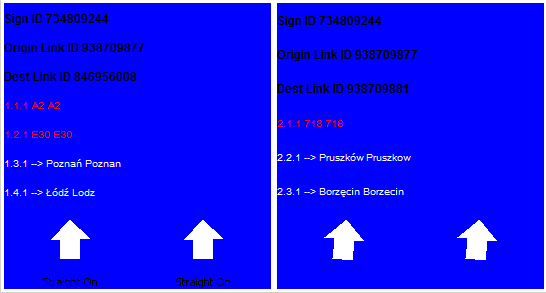 Sign ID 734809244
Origin Link ID 938709877
Dest Link ID 846956008
1.1.1 A2 A2
1.2.1 E30 E30
1.3.1 --> Poznań Poznan
1.4.1 --> Łódź Lodz
Straight On
Straight On
Sign ID 734809244
Origin Link ID 938709877
Dest Link ID 938709881
2.1.1 718 718
2.2.1 --> Pruszków Pruszkow
2.3.1 --> Borzęcin Borzecin